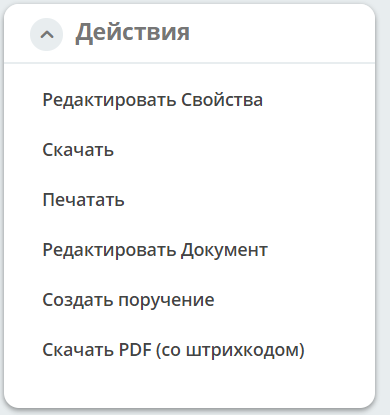 Действия
Редактировать Свойства
Скачать
Печатать
Редактировать Документ
Создать поручение
Скачать PDF (со штрихкодом)